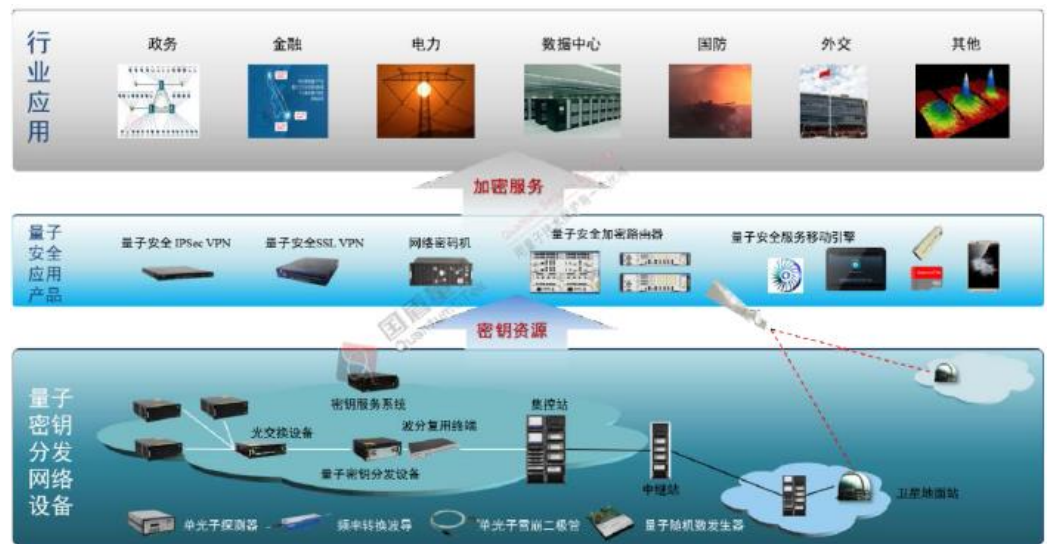 行业应用
政务
金融
电力
数据中心
国防
外交
其他
加密服务
量子
安全
应用
产品
量子安全 IPSec VPN
量子安全SSL VPN
网络密码机
量子安全加密路由器
量子安全服务移动引擎
密钥资源
量子
密钥
分发
网络
设备
密钥服务系统
光交换设备
波分复用终端
集控站
量子密钥分发设备
中继站
卫星地面站
单光子探测器
频率转换波导
单光子雪崩二极管
量子随机数发生器